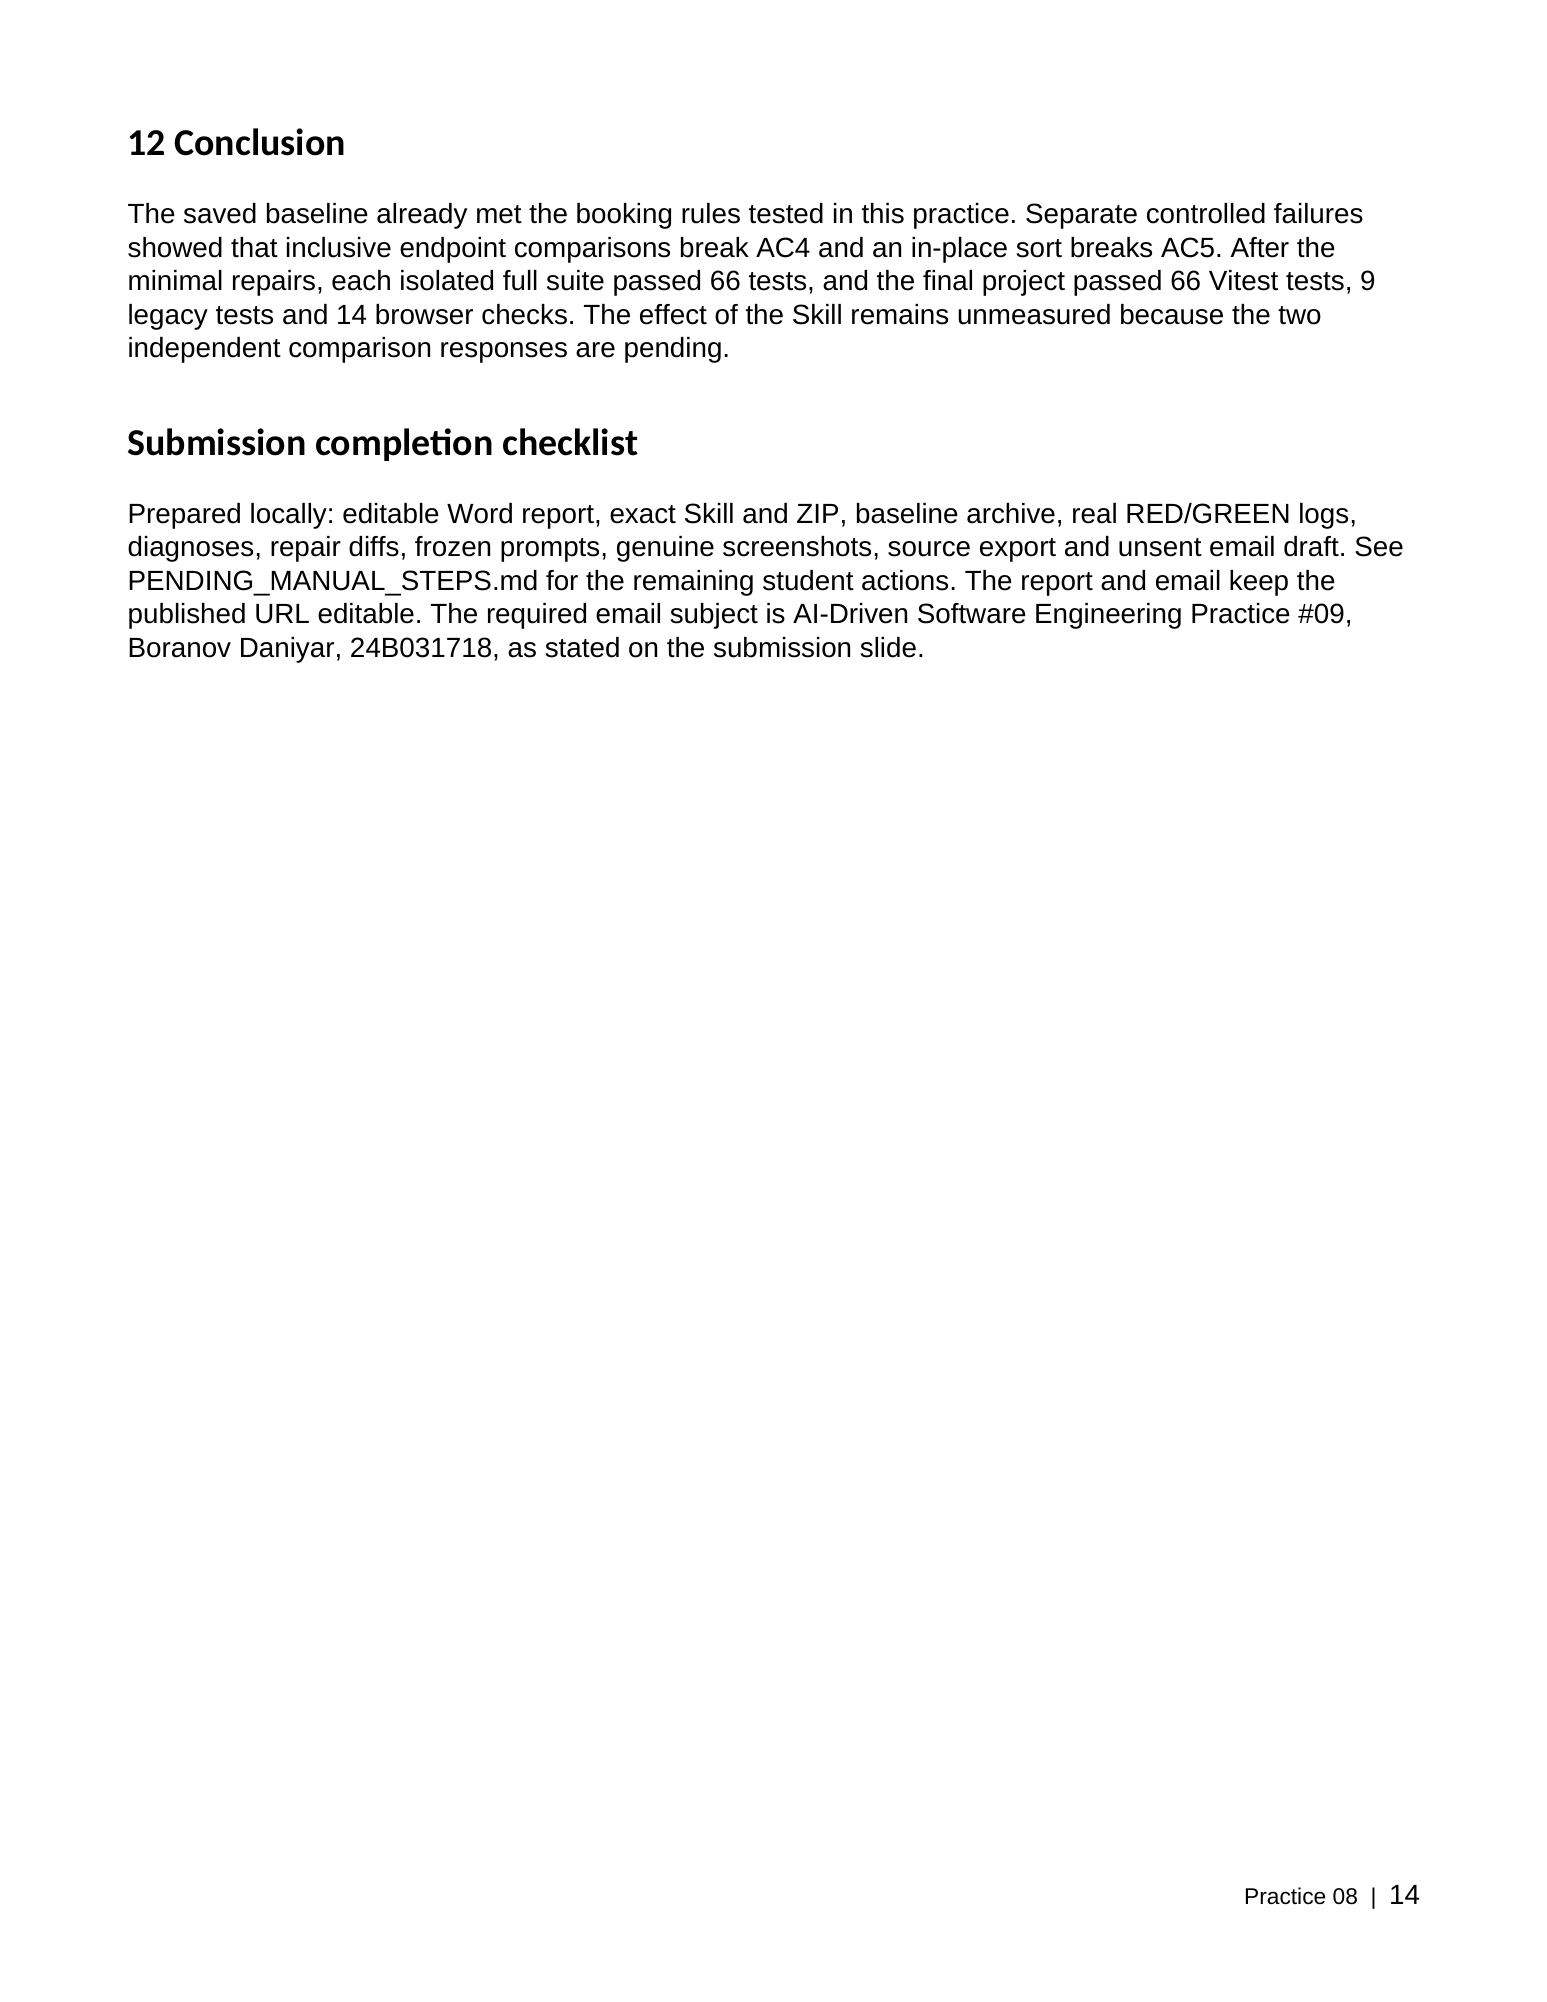 12 Conclusion
The saved baseline already met the booking rules tested in this practice. Separate controlled failures
showed that inclusive endpoint comparisons break AC4 and an in-place sort breaks AC5. After the
minimal repairs, each isolated full suite passed 66 tests, and the final project passed 66 Vitest tests, 9
legacy tests and 14 browser checks. The effect of the Skill remains unmeasured because the two
independent comparison responses are pending.
Submission completion checklist
Prepared locally: editable Word report, exact Skill and ZIP, baseline archive, real RED/GREEN logs,
diagnoses, repair diffs, frozen prompts, genuine screenshots, source export and unsent email draft. See
PENDING_MANUAL_STEPS.md for the remaining student actions. The report and email keep the
published URL editable. The required email subject is AI-Driven Software Engineering Practice #09,
Boranov Daniyar, 24B031718, as stated on the submission slide.
Practice 08 | 14